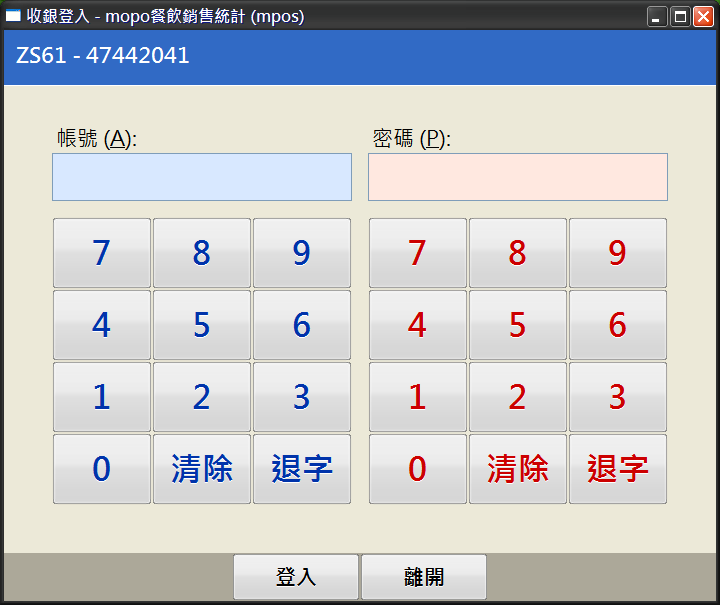 收銀登入 - mopo餐飲銷售統計 (mpos)
ZS61 - 47442041
帳號 (A): 密碼 (P):
7 8 9 7 8 9
4 5 6 4 5 6
1 2 3 1 2 3
0 清除 退字 0 清除 退字
登入 離開